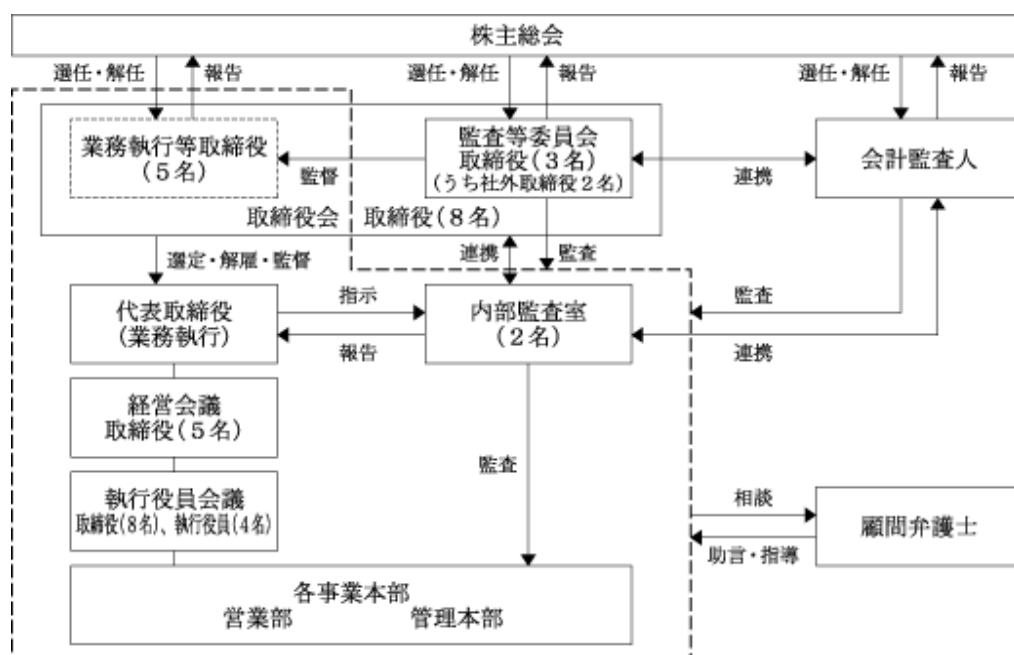 株主総会
選任・解任
報告
選任・解任
報告
選任・解任
報告
業務執行等取締役
(5名)
監督
監査等委員会
取締役(3名)
(うち社外取締役2名)
連携
会計監査人
取締役会
取締役(8名)
選定・解雇・監督
連携
監査
代表取締役
(業務執行)
指示
報告
内部監査室
(2名)
監査
連携
経営会議
取締役(5名)
監査
執行役員会議
取締役(8名)、執行役員(4名)
相談
助言・指導
顧問弁護士
各事業本部
営業部
管理本部